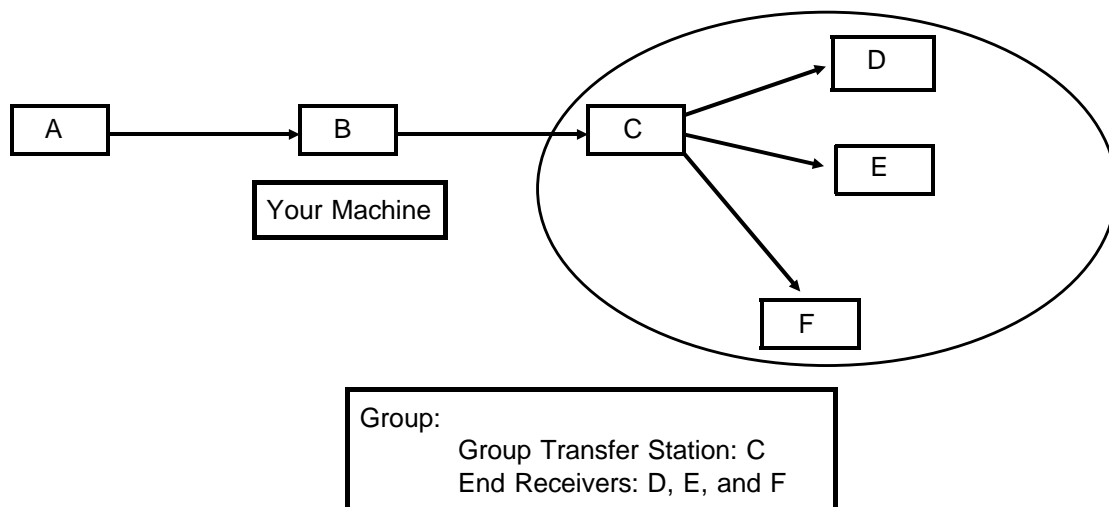 D
A
B
C
E
Your Machine
F
Group:
Group Transfer Station: C
End Receivers: D, E, and F